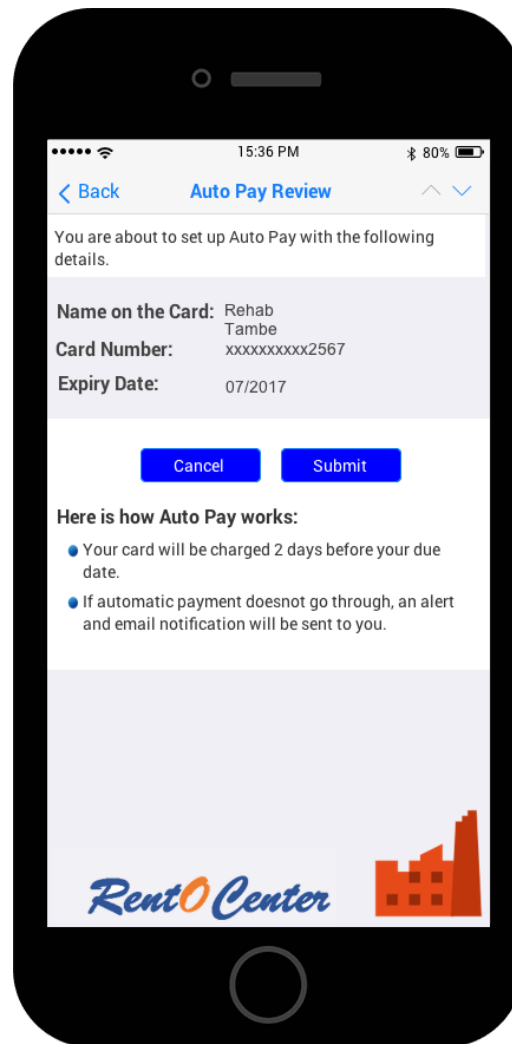 15:36 PM
80%
Back
Auto Pay Review
You are about to set up Auto Pay with the following
details.
Name on the Card: Rehab
Tambe
Card Number: xxxxxxxxxx2567
Expiry Date: 07/2017
Cancel Submit
Here is how Auto Pay works:
Your card will be charged 2 days before your due
date.
If automatic payment doesnot go through, an alert
and email notification will be sent to you.
RentO Center